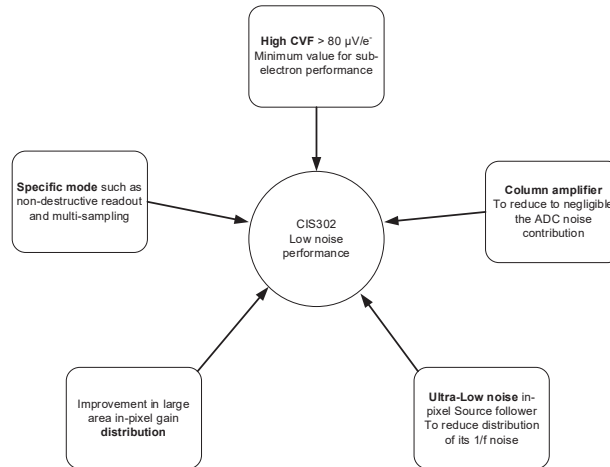 High CVF > 80 µV/e-
Minimum value for sub-
electron performance
Specific mode such as
non-destructive readout
and multi-sampling
Column amplifier
To reduce to negligible
the ADC noise
contribution
CIS302
Low noise
performance
Improvement in large
area in-pixel gain
distribution
Ultra-Low noise in-
pixel Source follower
To reduce distribution
of its 1/f noise